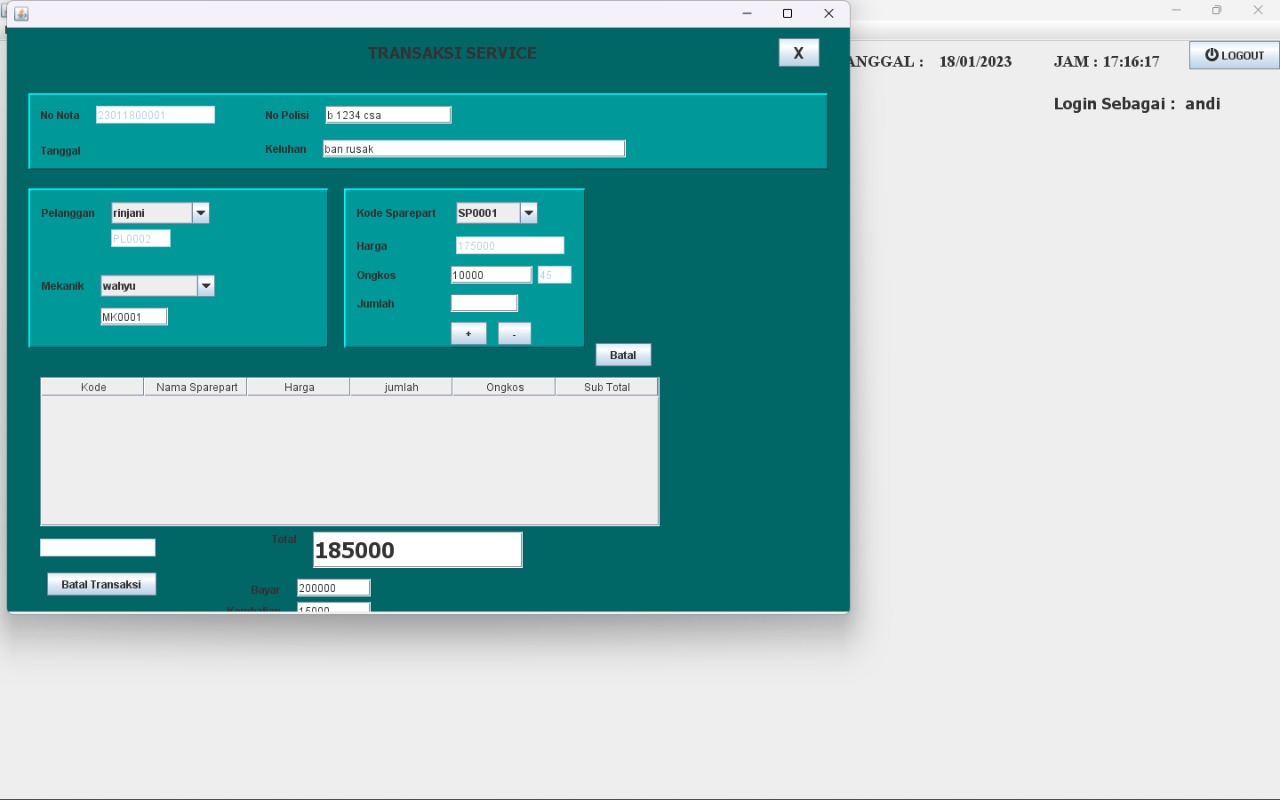 TRANSAKSI SERVICE
X
ANGGAL : 18/01/2023
JAM : 17:16:17
LOGOUT
Login Sebagai : andi
No Nota 23011800001
No Polisi b 1234 csa
Tanggal
Keluhan ban rusak
Pelanggan rinjani
PL0002
Mekanik wahyu
MK0001
Kode Sparepart SP0001
Harga 175000
Ongkos 10000 45
Jumlah
+ -
Batal
Kode Nama Sparepart Harga jumlah Ongkos Sub Total
Total 185000
Batal Transaksi
Bayar 200000
Kembalian 15000